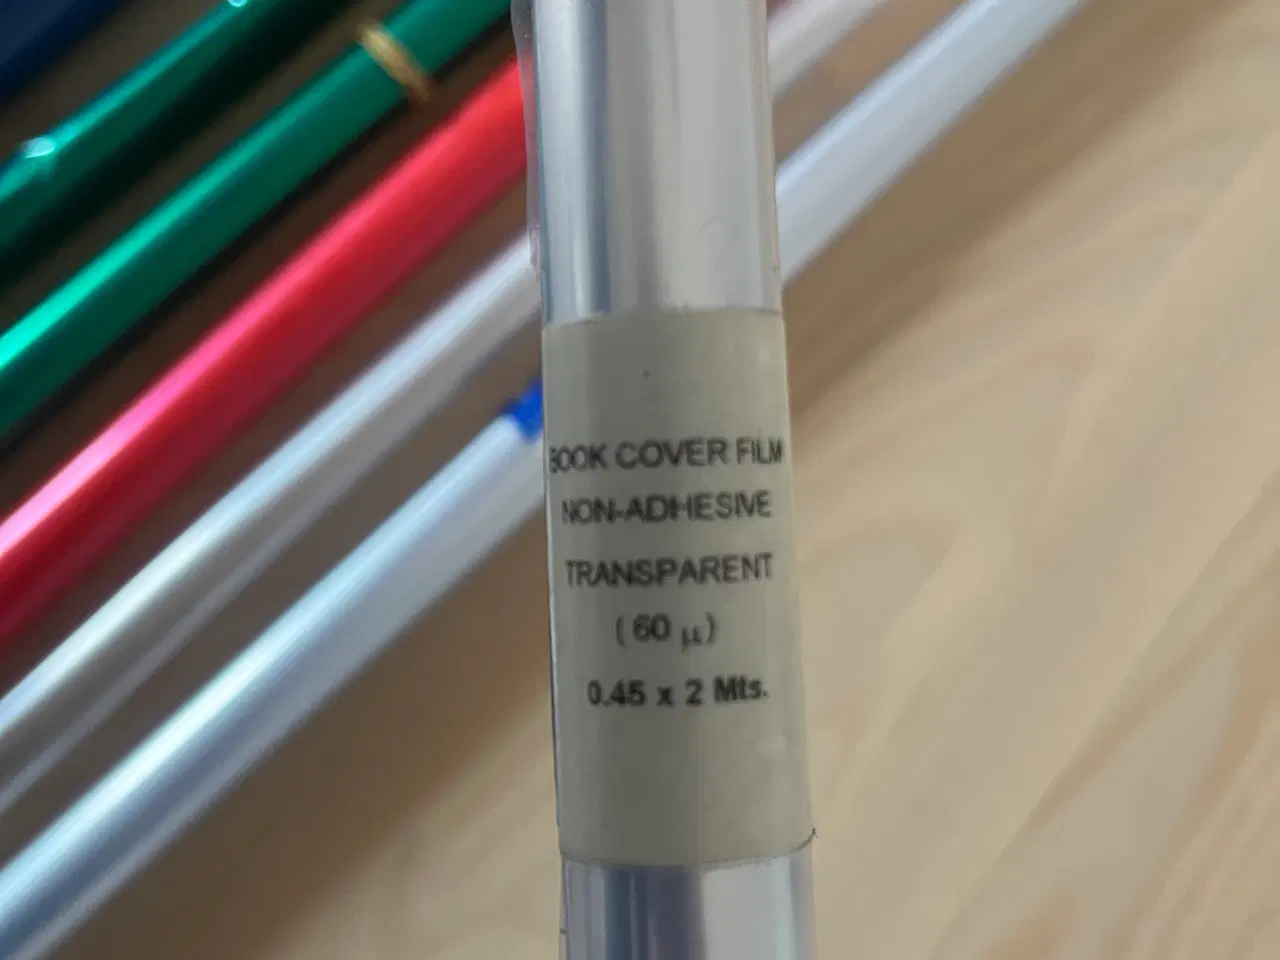 BOOK COVER FILM
NON-ADHESIVE
TRANSPARENT
( 60 µ )
0.45 x 2 Mts.